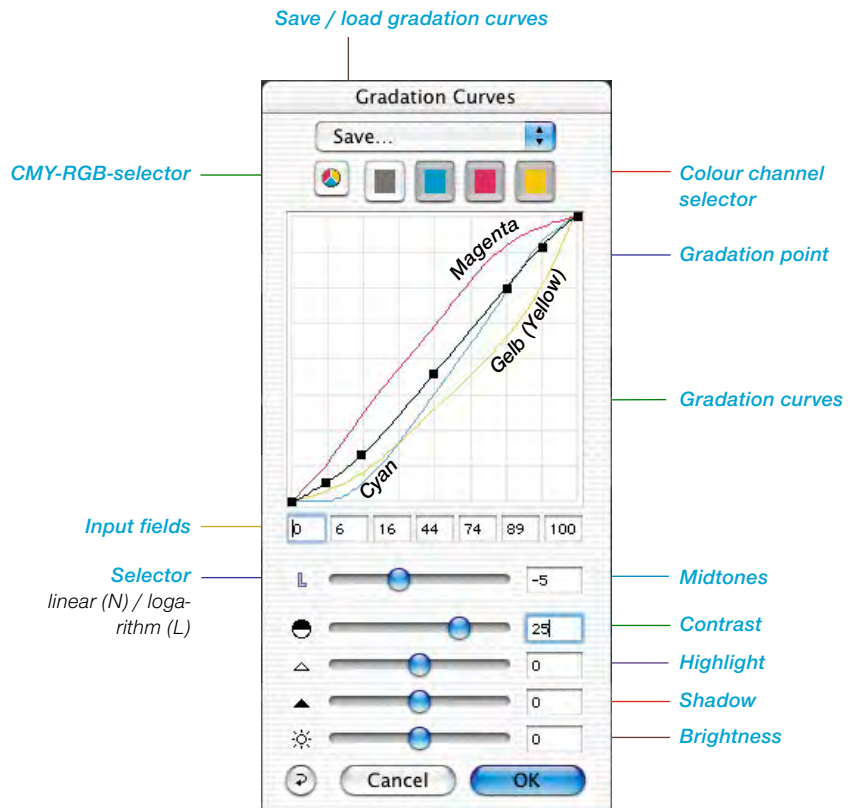 Save / load gradation curves
Gradation Curves
Save...
CMY-RGB-selector
Colour channel
selector
Magenta
Gradation point
Gelb (Yellow)
Gradation curves
Cyan
Input fields
0 6 16 44 74 89 100
Selector
linear (N) / loga-
rithm (L)
L
-5
Midtones
25
Contrast
0
Highlight
0
Shadow
0
Brightness
Cancel
OK